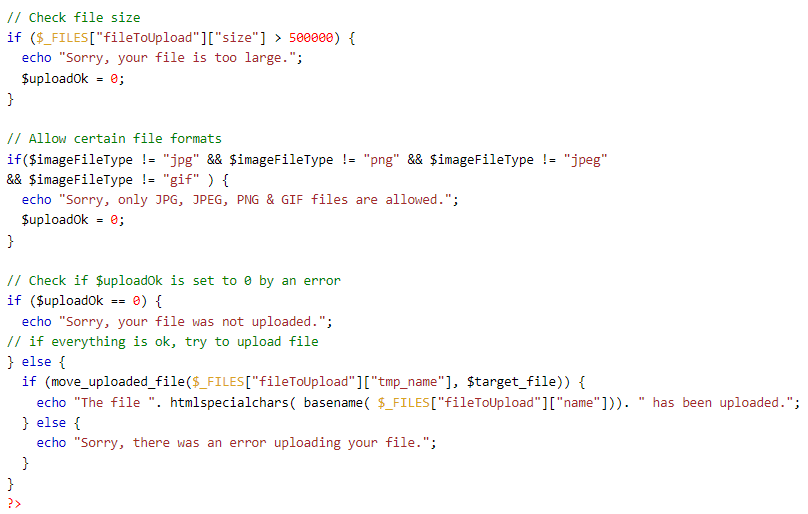 // Check file size
if ($_FILES["fileToUpload"]["size"] > 500000) {
  echo "Sorry, your file is too large.";
  $uploadOk = 0;
}

// Allow certain file formats
if($imageFileType != "jpg" && $imageFileType != "png" && $imageFileType != "jpeg"
&& $imageFileType != "gif" ) {
  echo "Sorry, only JPG, JPEG, PNG & GIF files are allowed.";
  $uploadOk = 0;
}

// Check if $uploadOk is set to 0 by an error
if ($uploadOk == 0) {
  echo "Sorry, your file was not uploaded.";
// if everything is ok, try to upload file
} else {
  if (move_uploaded_file($_FILES["fileToUpload"]["tmp_name"], $target_file)) {
    echo "The file ". htmlspecialchars( basename( $_FILES["fileToUpload"]["name"])). " has been uploaded.";
  } else {
    echo "Sorry, there was an error uploading your file.";
  }
}
?>